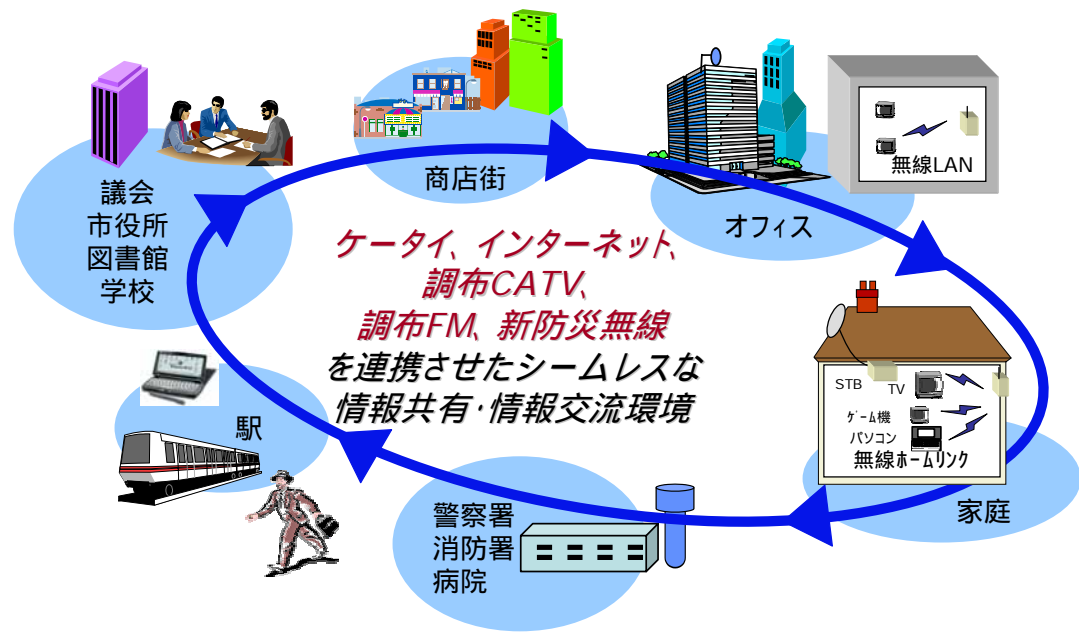 議会
市役所
図書館
学校
商店街
オフィス
無線LAN
ケータイ、インターネット、
調布CATV、
調布FM、新防災無線
を連携させたシームレスな
情報共有・情報交流環境
STB
TV
ゲーム機
パソコン
無線ホームリンク
家庭
駅
警察署
消防署
病院